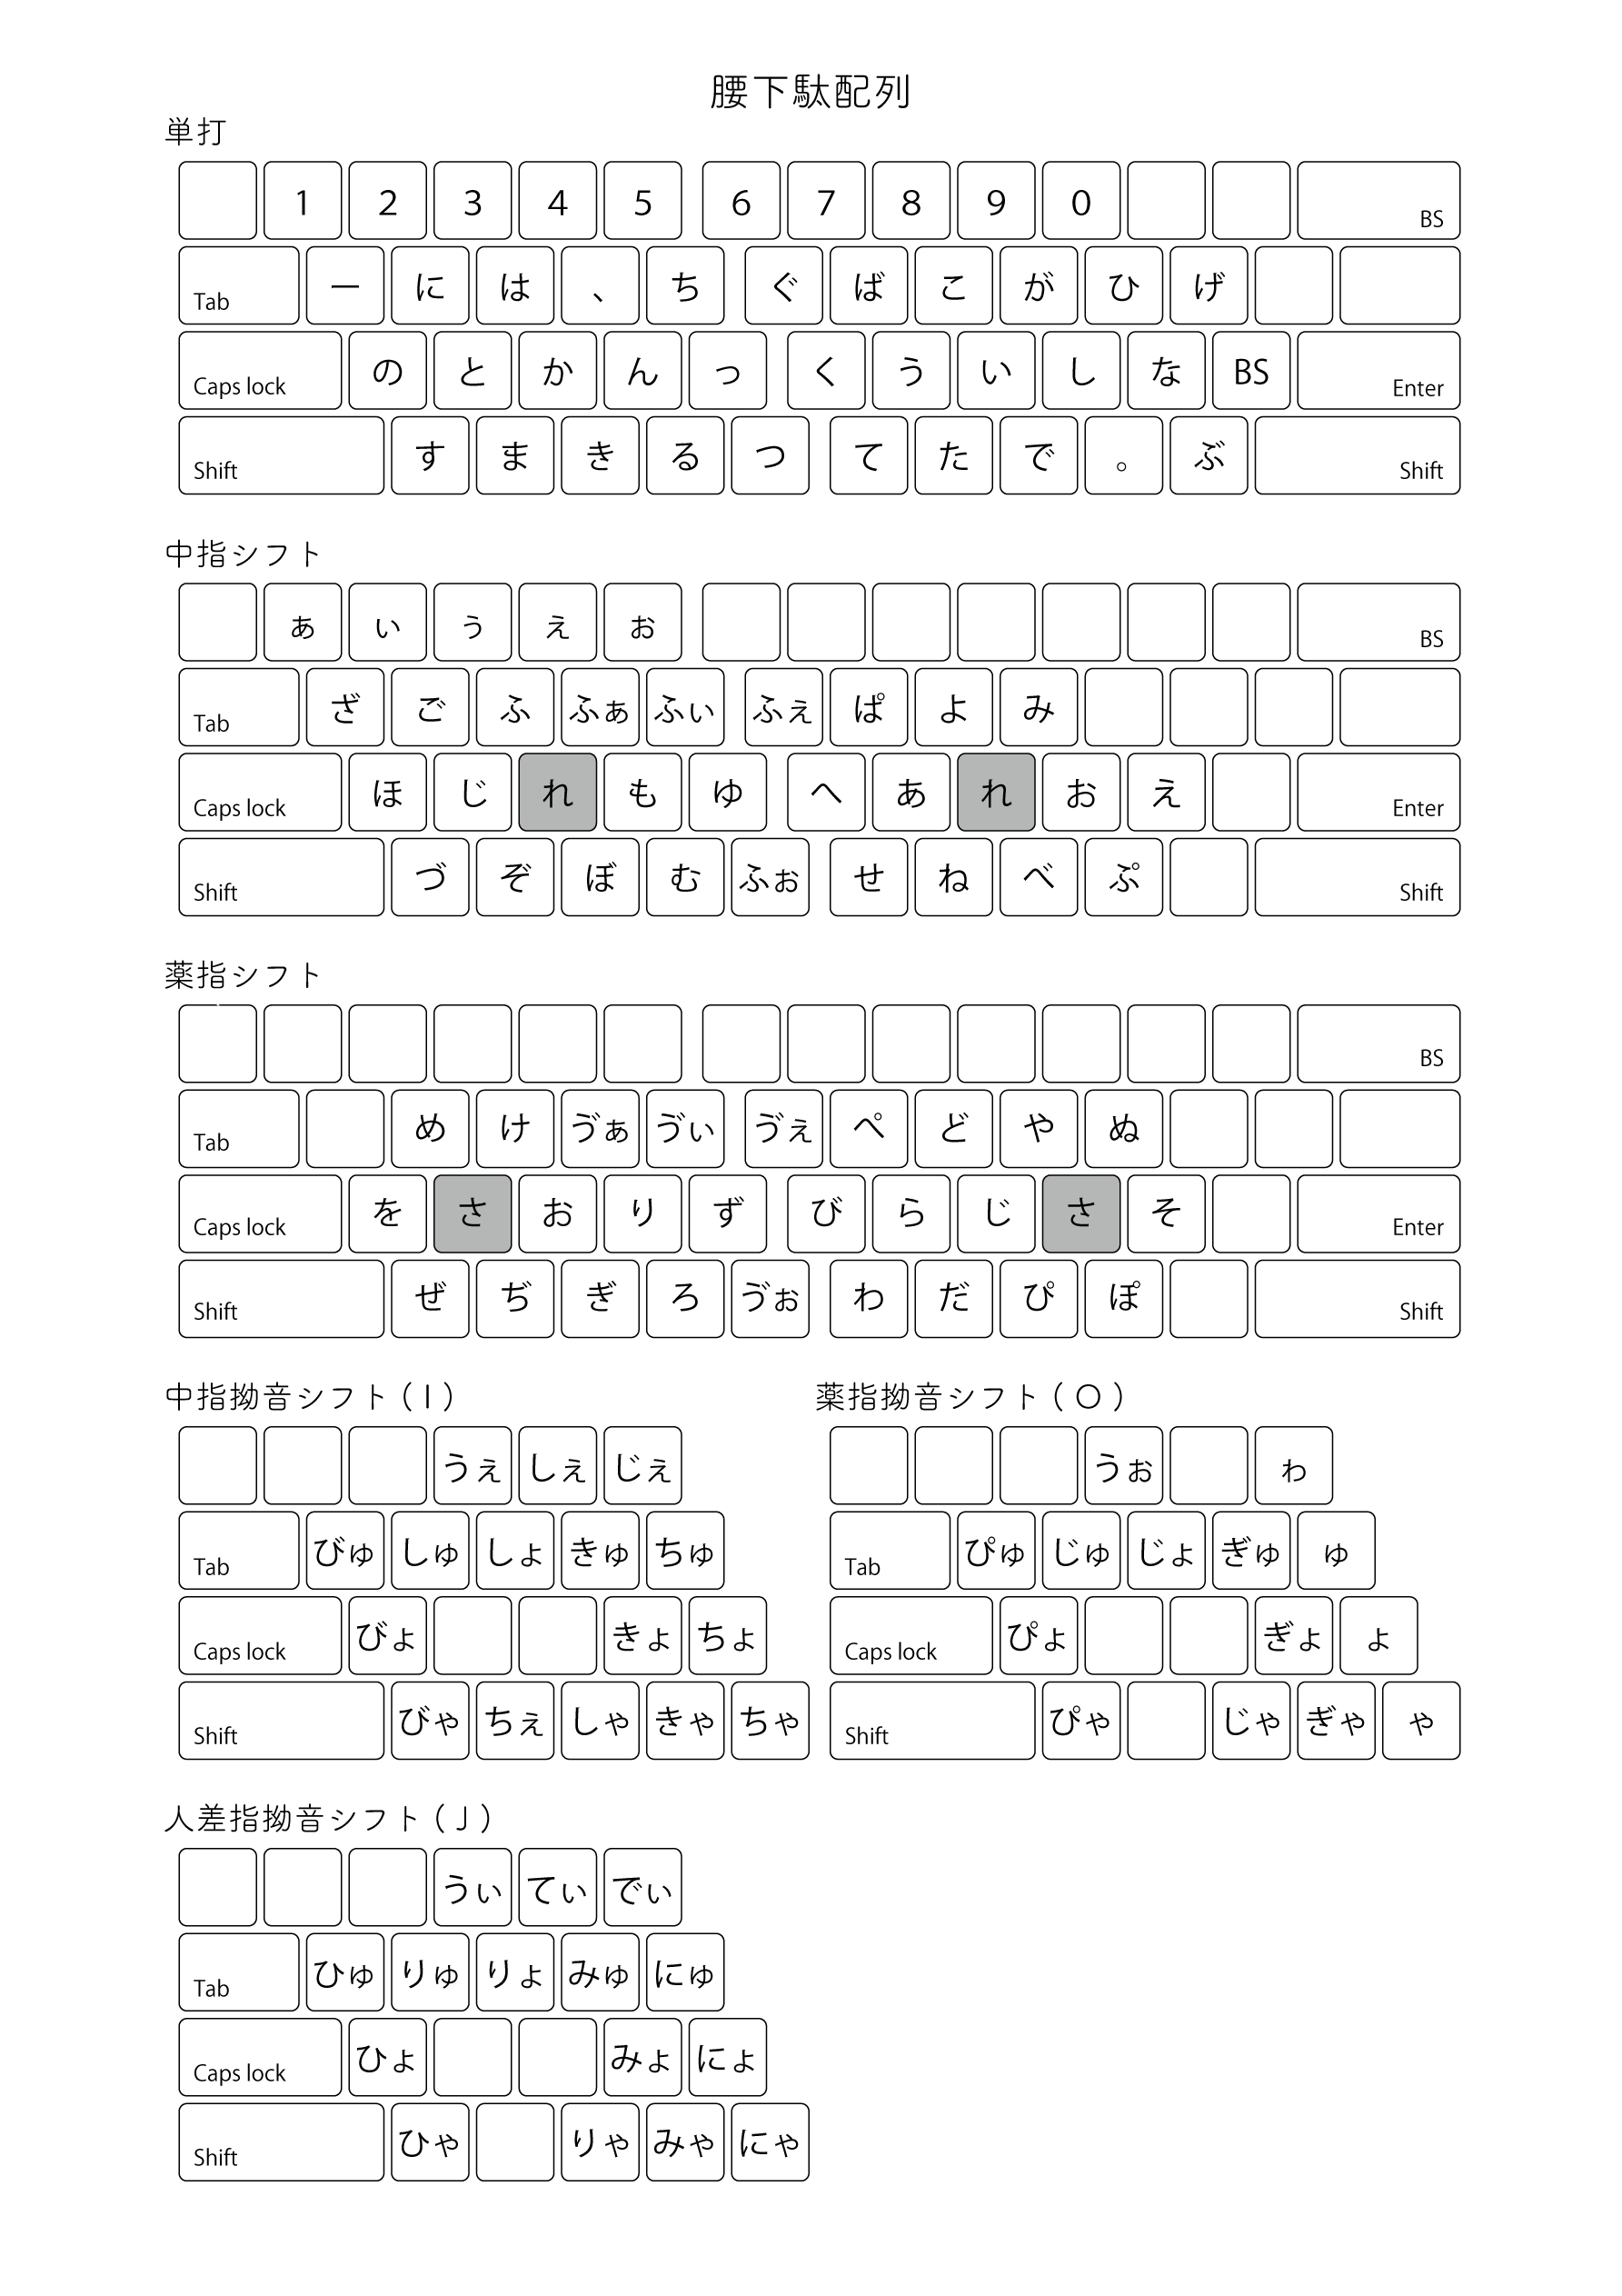 腰下駄配列
単打
1 2 3 4 5 6 7 8 9 0 BS
Tab ー に は 、 ち ぐ ば こ が ひ げ
Caps lock の と か ん っ く う い し な BS Enter
Shift す ま き る つ て た で 。 ぶ Shift
中指シフト
ぁ ぃ ぅ ぇ ぉ BS
Tab ざ ご ふ ふぁ ふぃ ふぇ ぱ よ み
Caps lock ほ じ れ も ゆ へ あ れ お え Enter
Shift づ ぞ ぼ む ふぉ せ ね べ ぷ Shift
薬指シフト
BS
Tab め け ゔぁ ゔぃ ゔぇ ぺ ど や ぬ
Caps lock を さ お り ず び ら じ さ そ Enter
Shift ぜ ぢ ぎ ろ ゔぉ わ だ ぴ ぽ Shift
中指拗音シフト(I)
うぇ しぇ じぇ
Tab びゅ しゅ しょ きゅ ちゅ
Caps lock びょ きょ ちょ
Shift びゃ ちぇ しゃ きゃ ちゃ
薬指拗音シフト(O)
うぉ ゎ
Tab ぴゅ じゅ じょ ぎゅ ゅ
Caps lock ぴょ ぎょ ょ
Shift ぴゃ じゃ ぎゃ ゃ
人差指拗音シフト(J)
うぃ てぃ でぃ
Tab ひゅ りゅ りょ みゅ にゅ
Caps lock ひょ みょ にょ
Shift ひゃ りゃ みゃ にゃ